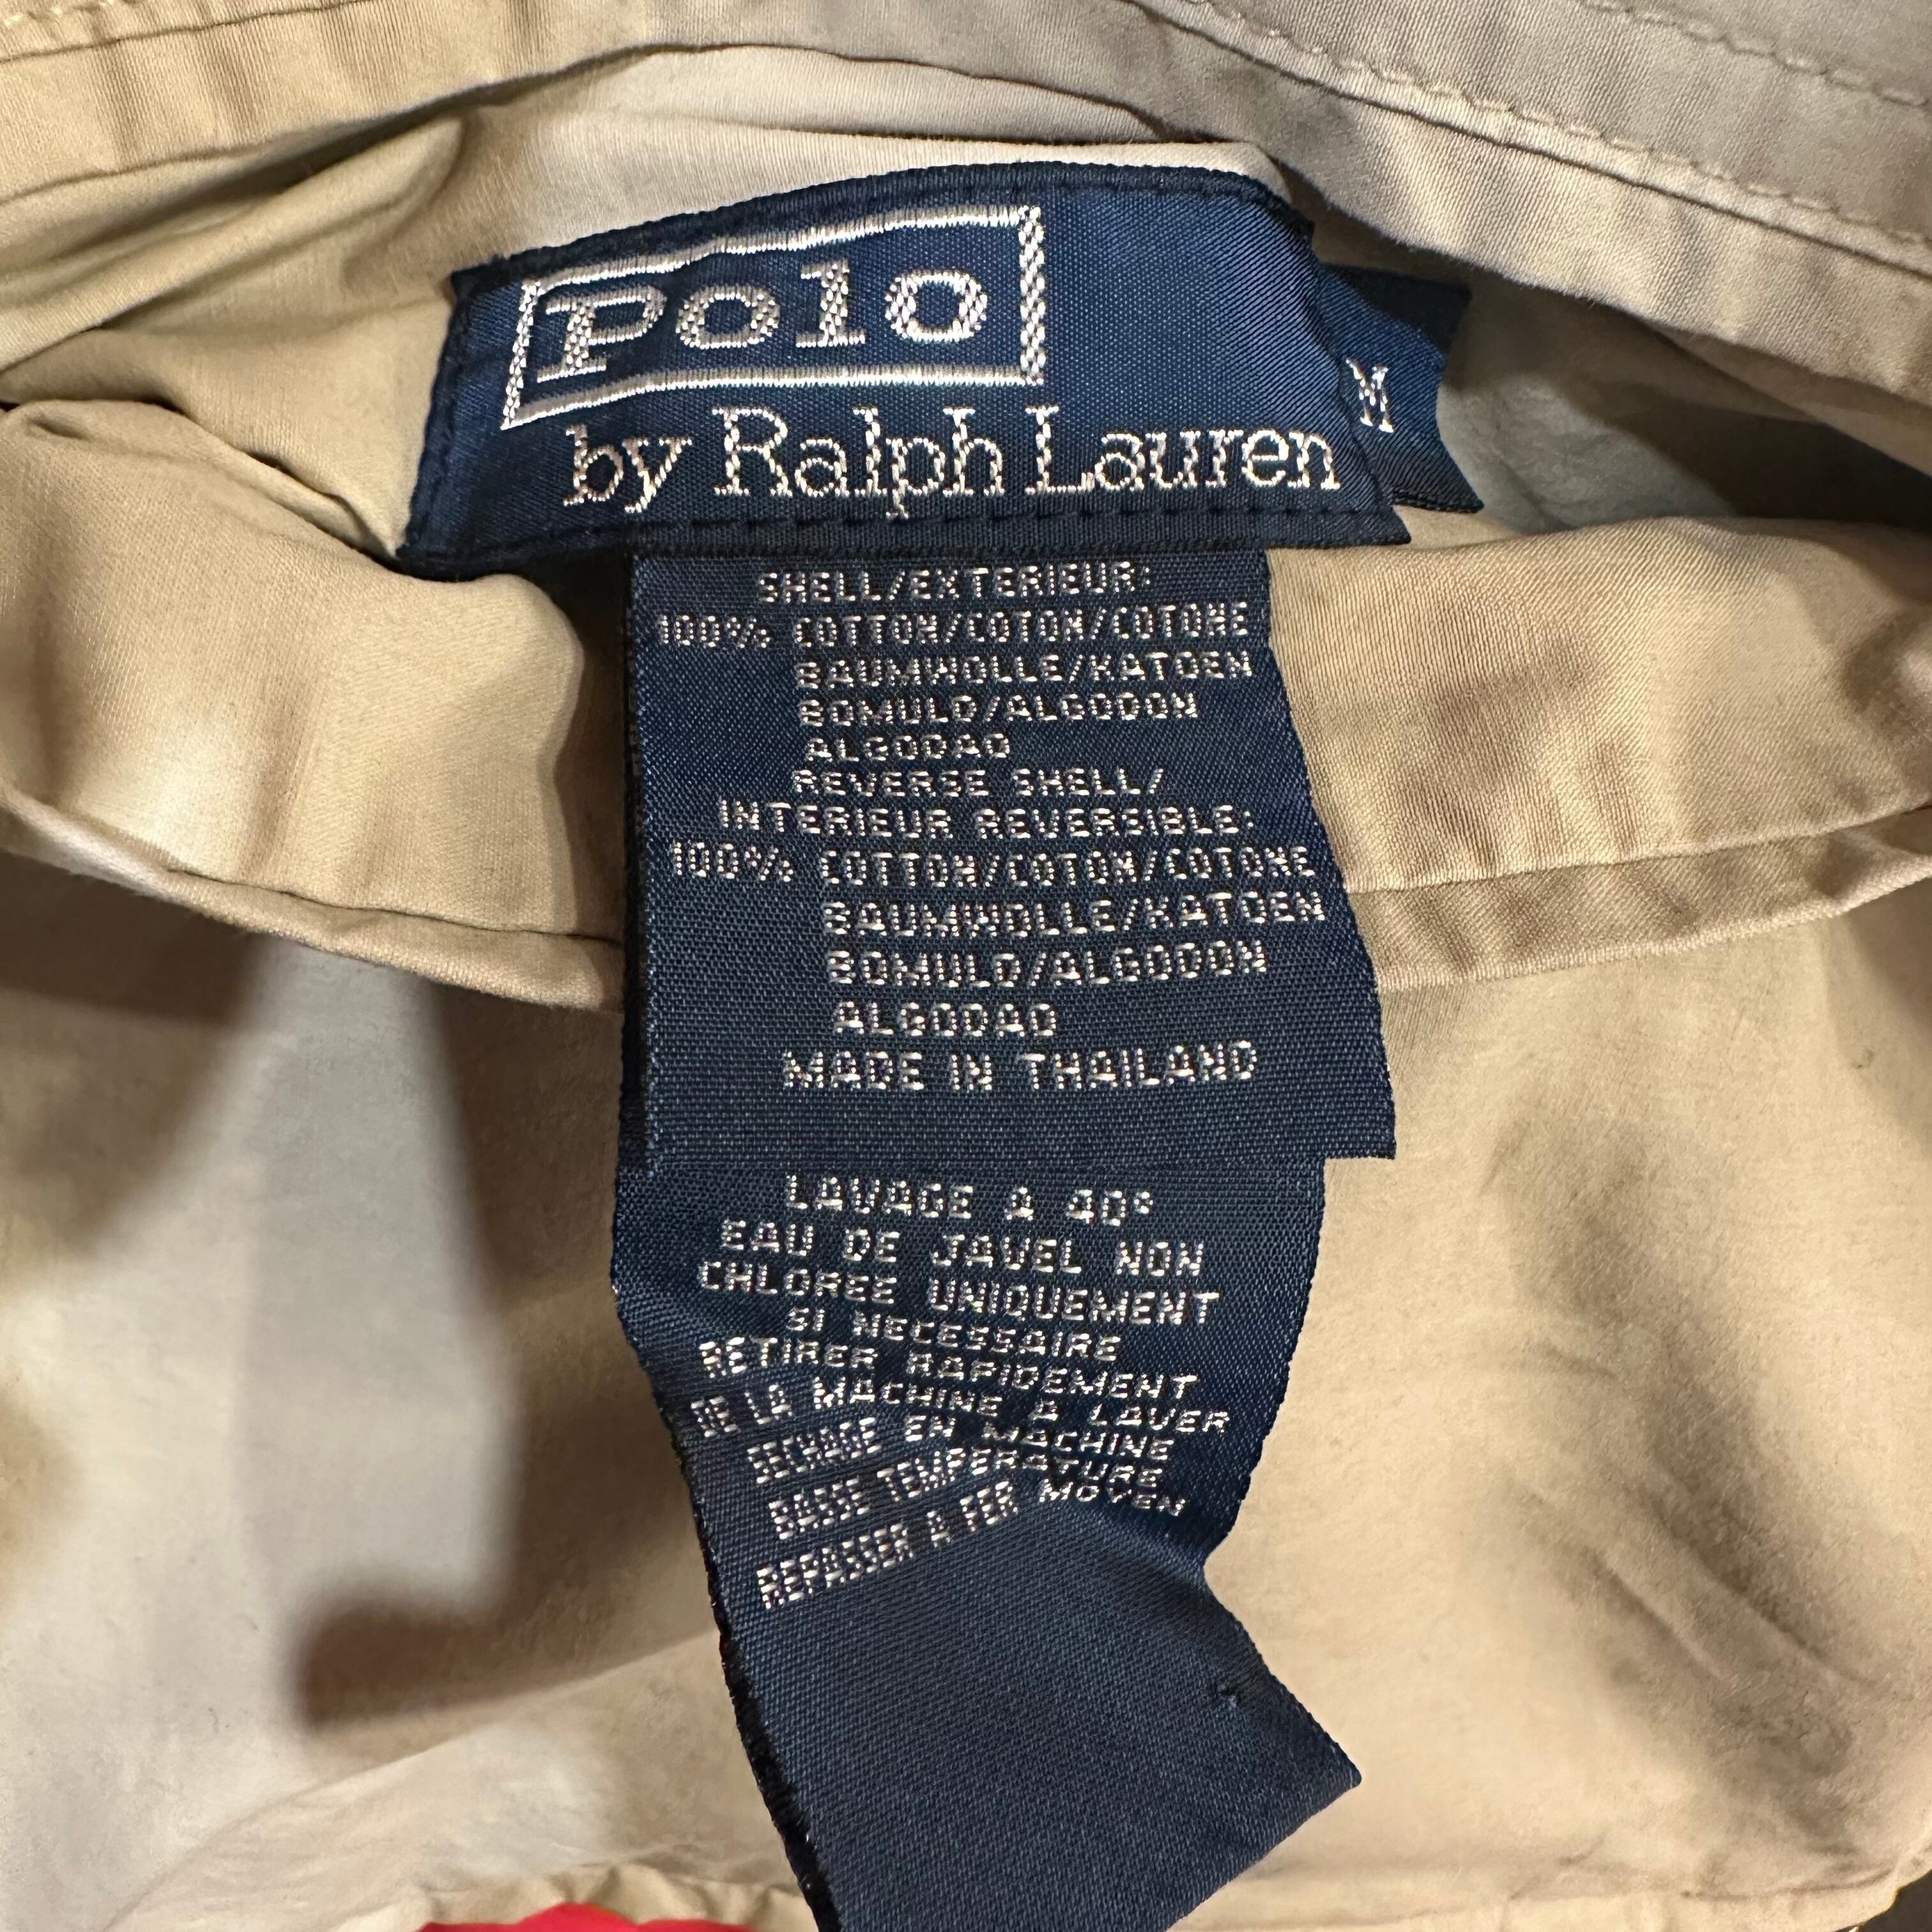 Polo
by Ralph Lauren
M
SHELL/EXTERIEUR:
100% COTTON/COTON/COTONE
BAUMWOLLE/KATOEN
BOMULD/ALGODON
ALGODAO
REVERSE SHELL/
INTERIEUR REVERSIBLE:
100% COTTON/COTON/COTONE
BAUMWOLLE/KATOEN
BOMULD/ALGODON
ALGODAO
MADE IN THAILAND
LAVAGE A 40°
EAU DE JAVEL NON
CHLOREE UNIQUEMENT
SI NECESSAIRE
RETIRER RAPIDEMENT
DE LA MACHINE A LAVER
SECHAGE EN MACHINE
BASSE TEMPERATURE
REPASSER A FER MOYEN